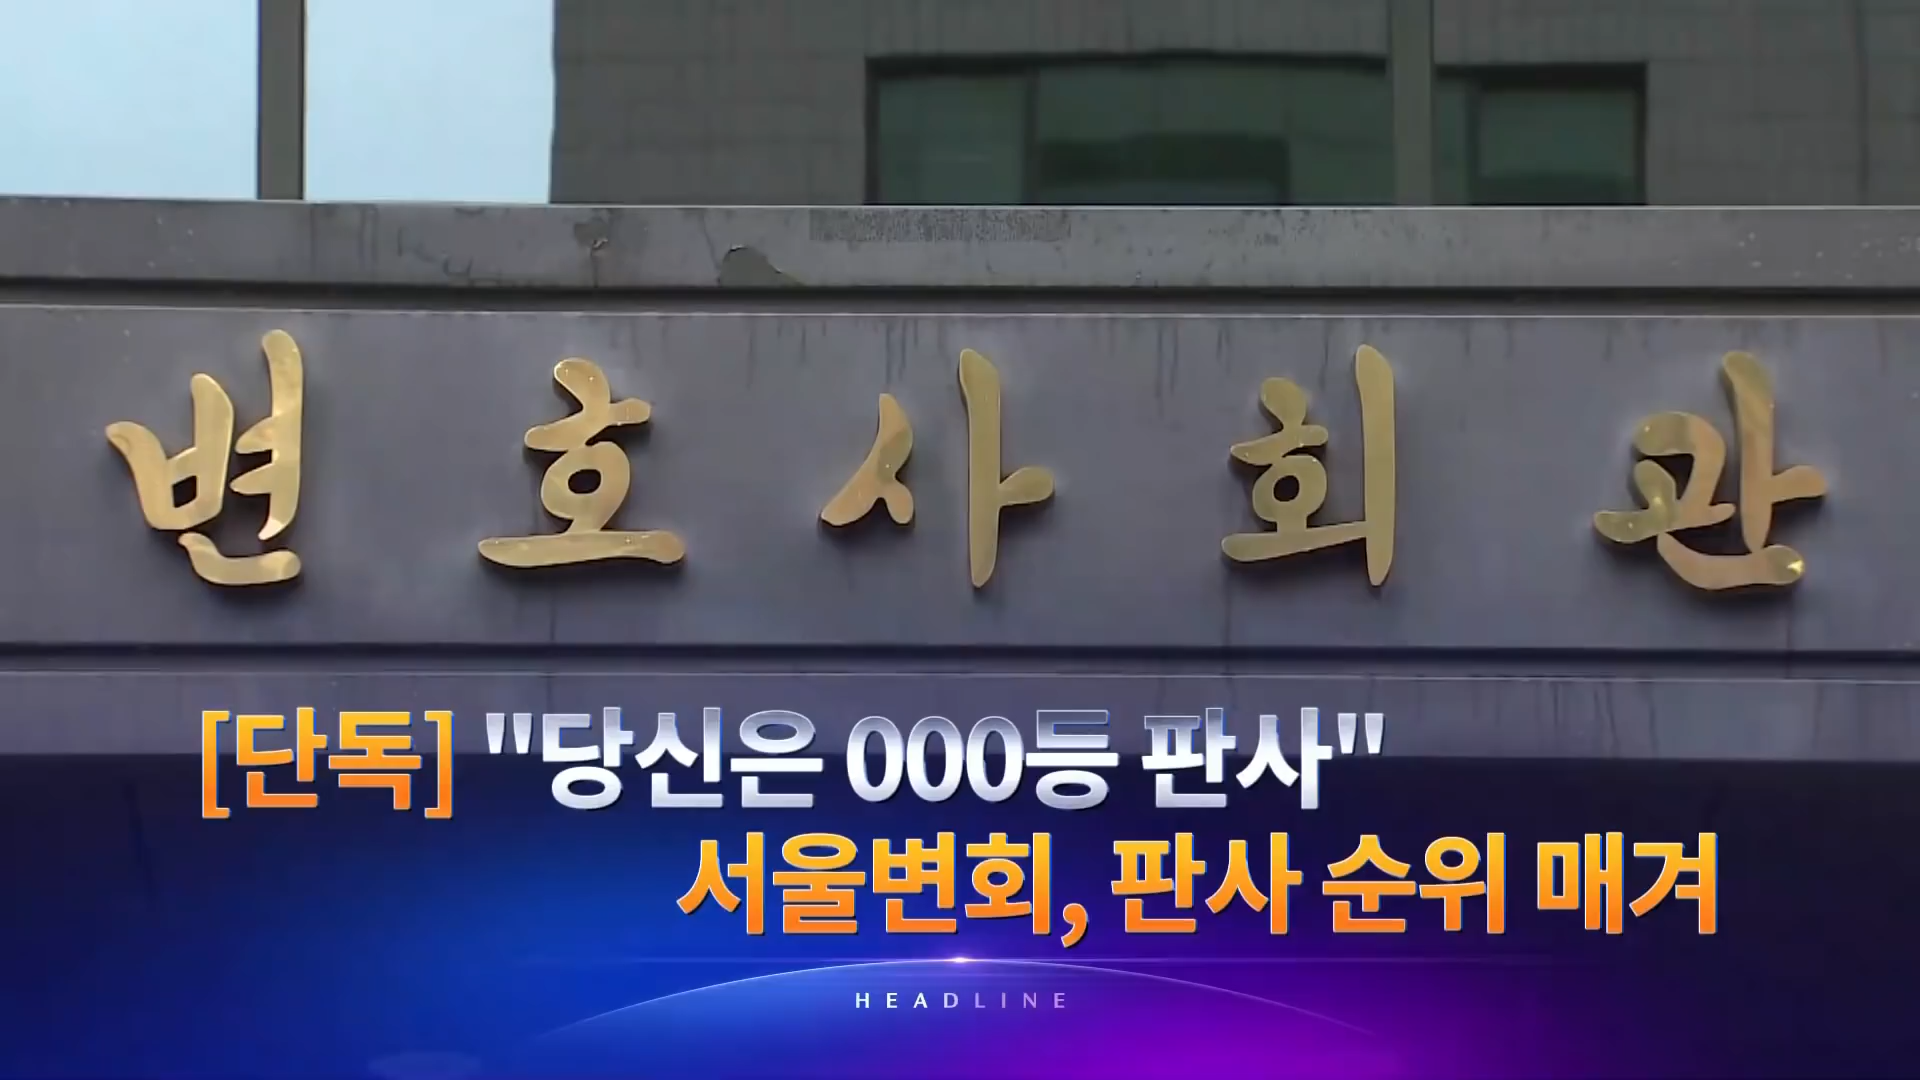 변호사회관
[단독] "당신은 000등 판사"
서울변회, 판사 순위 매겨
HEADLINE